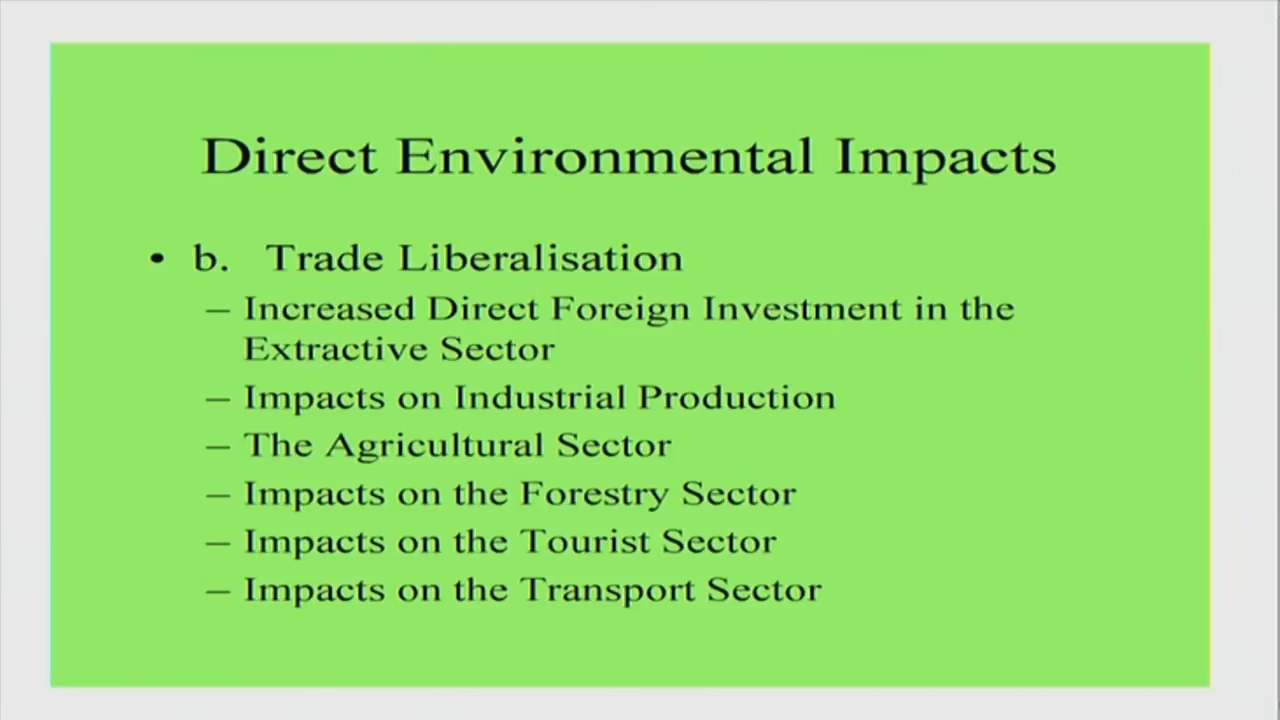 Direct Environmental Impacts
• b. Trade Liberalisation
– Increased Direct Foreign Investment in the
Extractive Sector
– Impacts on Industrial Production
– The Agricultural Sector
– Impacts on the Forestry Sector
– Impacts on the Tourist Sector
– Impacts on the Transport Sector